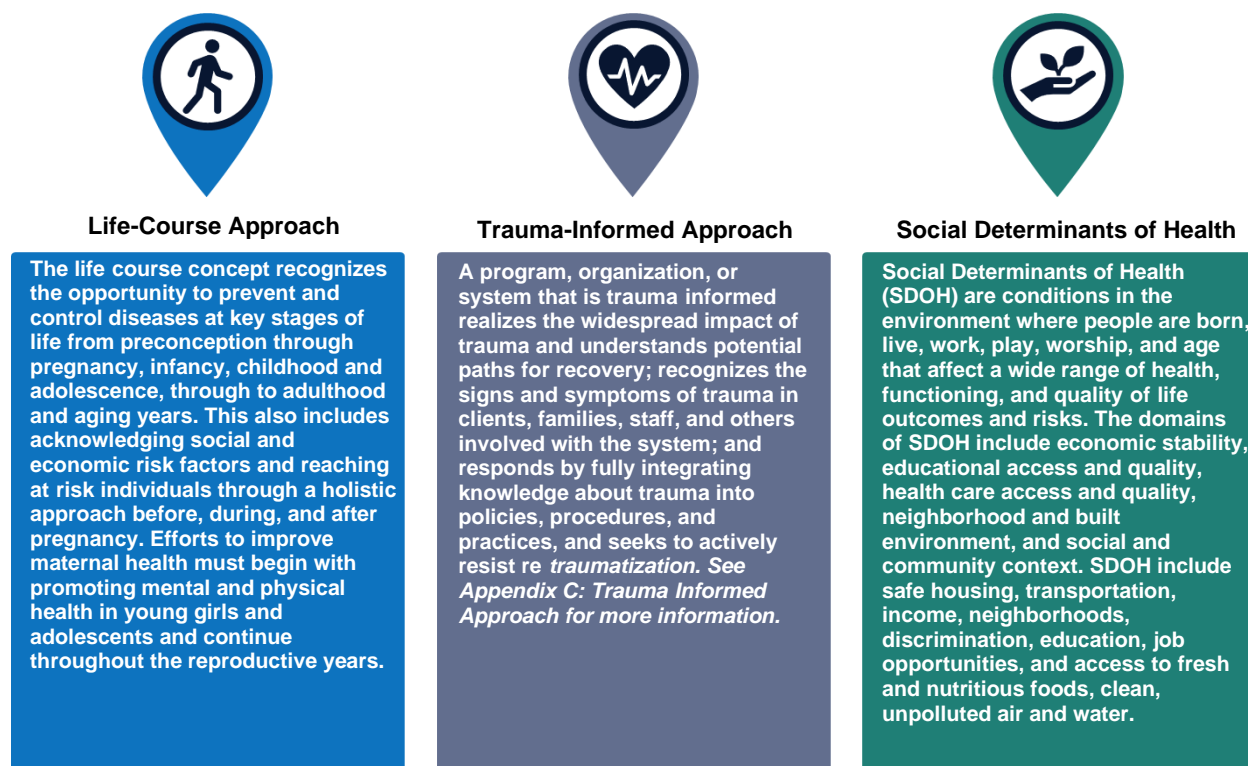 Life-Course Approach
The life course concept recognizes
the opportunity to prevent and
control diseases at key stages of
life from preconception through
pregnancy, infancy, childhood and
adolescence, through to adulthood
and aging years. This also includes
acknowledging social and
economic risk factors and reaching
at risk individuals through a holistic
approach before, during, and after
pregnancy. Efforts to improve
maternal health must begin with
promoting mental and physical
health in young girls and
adolescents and continue
throughout the reproductive years.
Trauma-Informed Approach
A program, organization, or
system that is trauma informed
realizes the widespread impact of
trauma and understands potential
paths for recovery; recognizes the
signs and symptoms of trauma in
clients, families, staff, and others
involved with the system; and
responds by fully integrating
knowledge about trauma into
policies, procedures, and
practices, and seeks to actively
resist re traumatization. See
Appendix C: Trauma Informed
Approach for more information.
Social Determinants of Health
Social Determinants of Health
(SDOH) are conditions in the
environment where people are born,
live, work, play, worship, and age
that affect a wide range of health,
functioning, and quality of life
outcomes and risks. The domains
of SDOH include economic stability,
educational access and quality,
health care access and quality,
neighborhood and built
environment, and social and
community context. SDOH include
safe housing, transportation,
income, neighborhoods,
discrimination, education, job
opportunities, and access to fresh
and nutritious foods, clean,
unpolluted air and water.